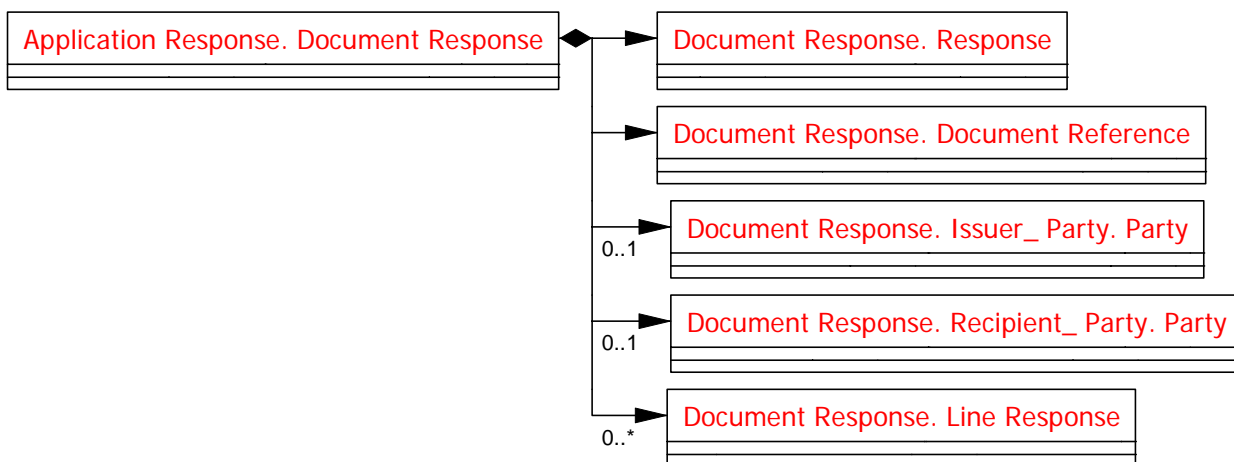 Application Response. Document Response
Document Response. Response
Document Response. Document Reference
Document Response. Issuer_ Party. Party
0..1
Document Response. Recipient_ Party. Party
0..1
Document Response. Line Response
0..*